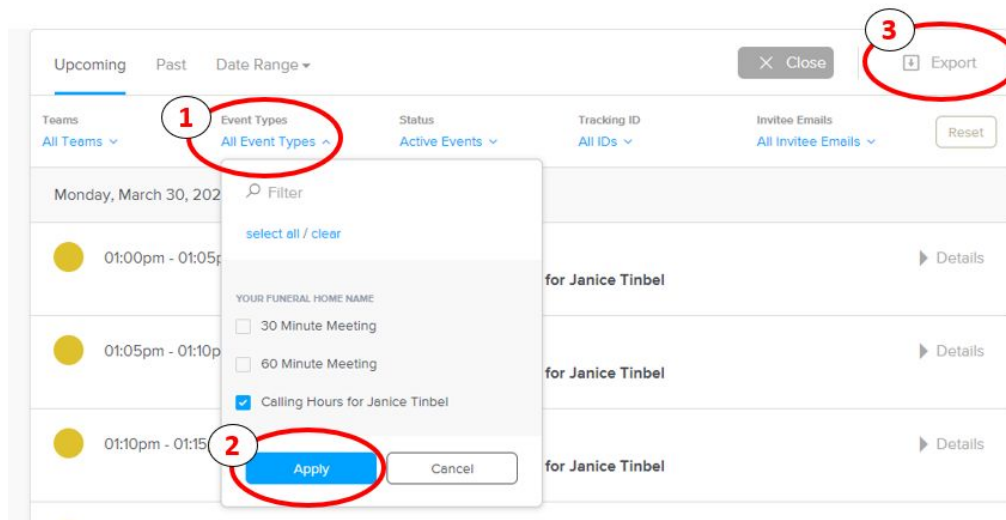 3
Upcoming Past Date Range
X Close
Export
1
Teams
All Teams
Event Types
All Event Types
Status
Active Events
Tracking ID
All IDs
Invitee Emails
All Invitee Emails
Reset
Monday, March 30, 202
Filter
select all / clear
01:00pm - 01:05p
for Janice Tinbel
Details
YOUR FUNERAL HOME NAME
30 Minute Meeting
60 Minute Meeting
Calling Hours for Janice Tinbel
01:05pm - 01:10p
for Janice Tinbel
Details
2
Apply
Cancel
01:10pm - 01:15
for Janice Tinbel
Details